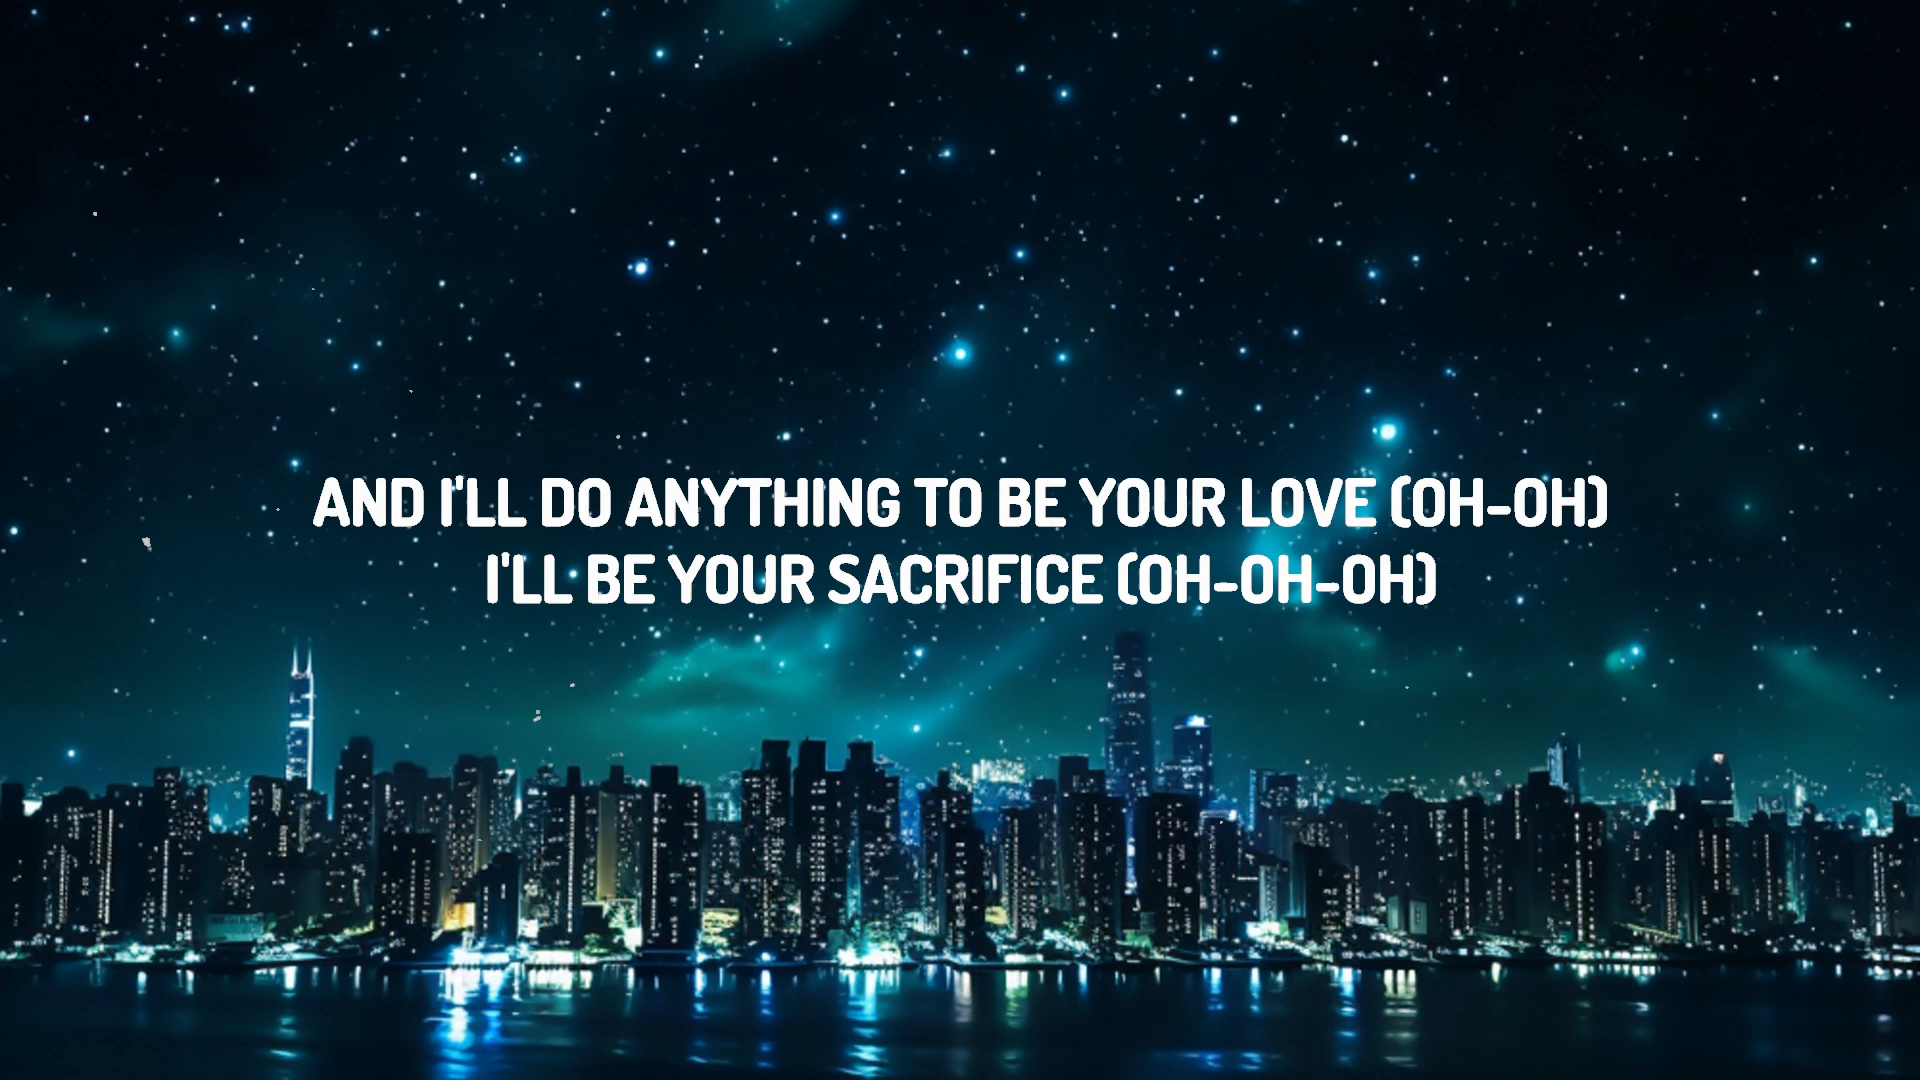 AND I'LL DO ANYTHING TO BE YOUR LOVE (OH-OH)
I'LL BE YOUR SACRIFICE (OH-OH-OH)